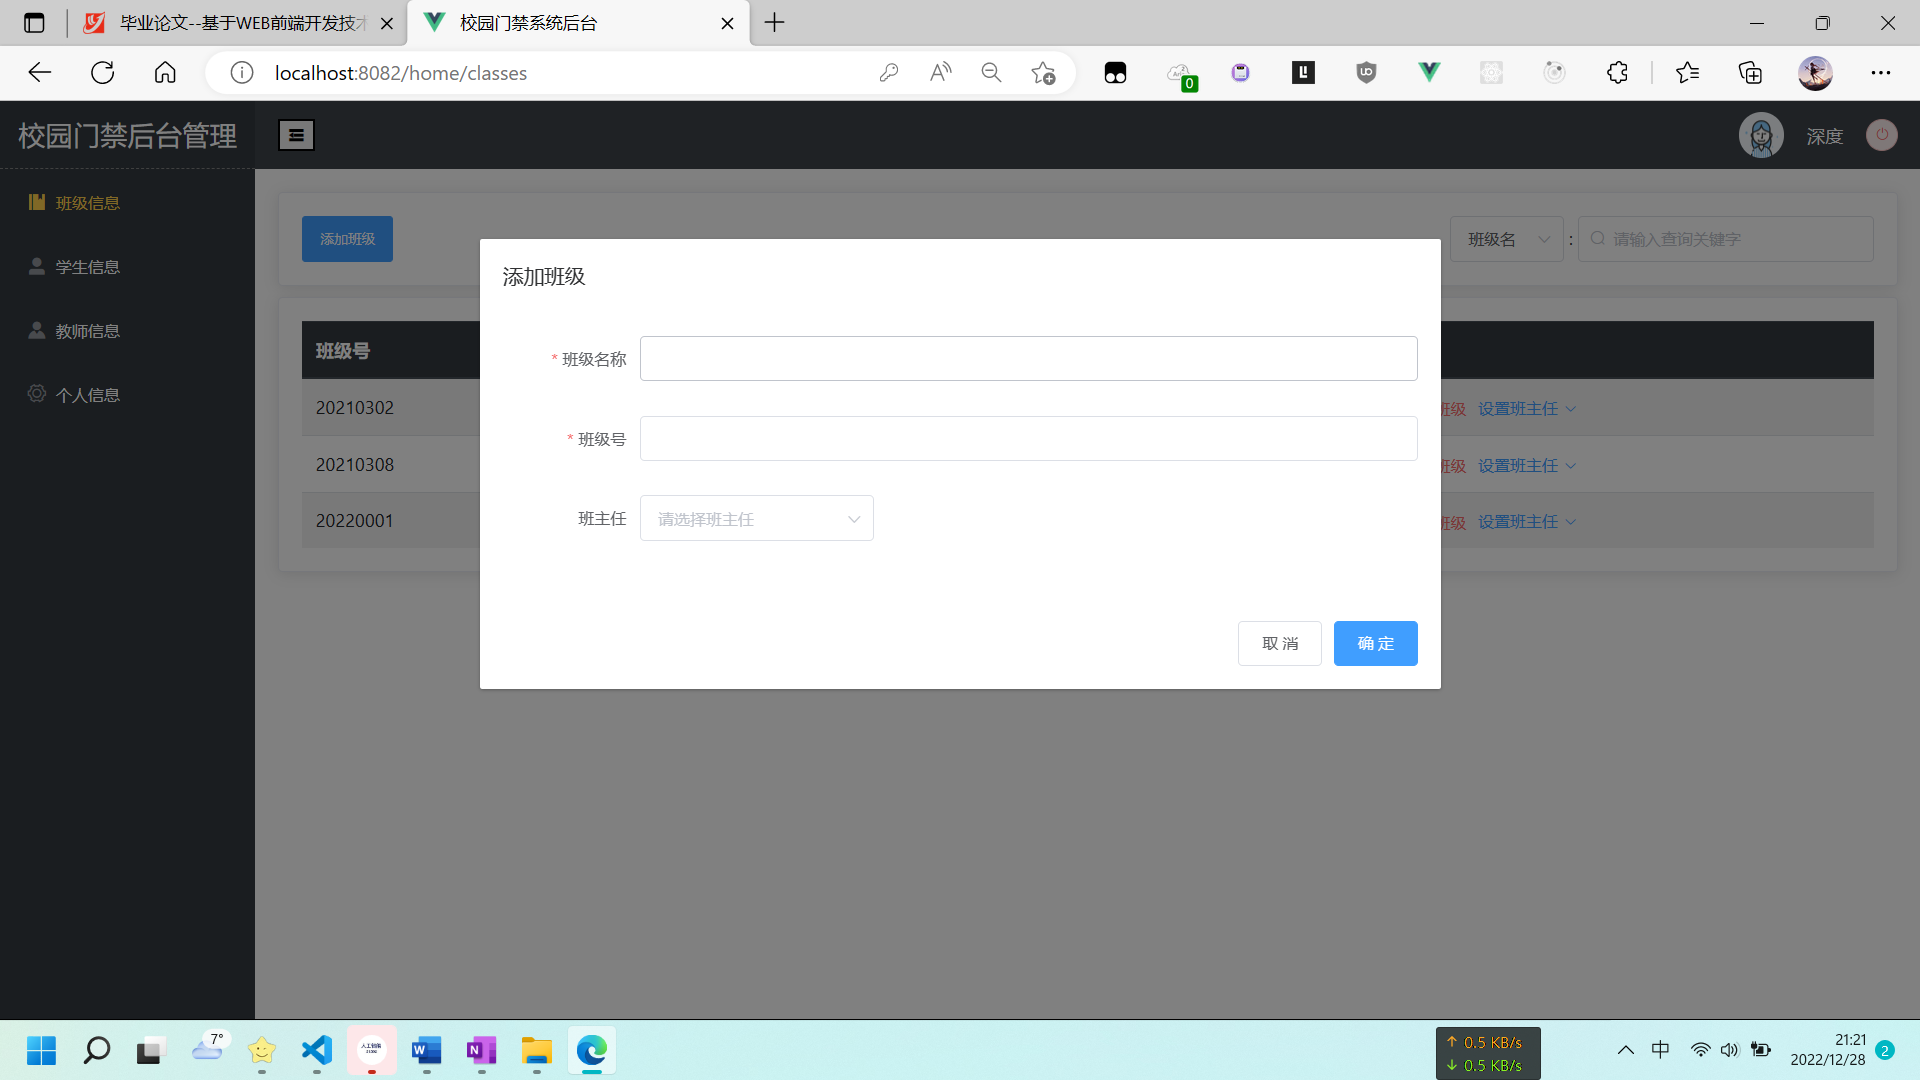 毕业论文--基于WEB前端开发技术
校园门禁系统后台
localhost:8082/home/classes
0
校园门禁后台管理
深度
班级信息
学生信息
教师信息
个人信息
添加班级
班级名
:
请输入查询关键字
班级号
20210302
班级 设置班主任
20210308
班级 设置班主任
20220001
班级 设置班主任
添加班级
* 班级名称
* 班级号
班主任
请选择班主任
取 消
确 定
7°
↑ 0.5 KB/s
↓ 0.5 KB/s
中
21:21
2022/12/28
2